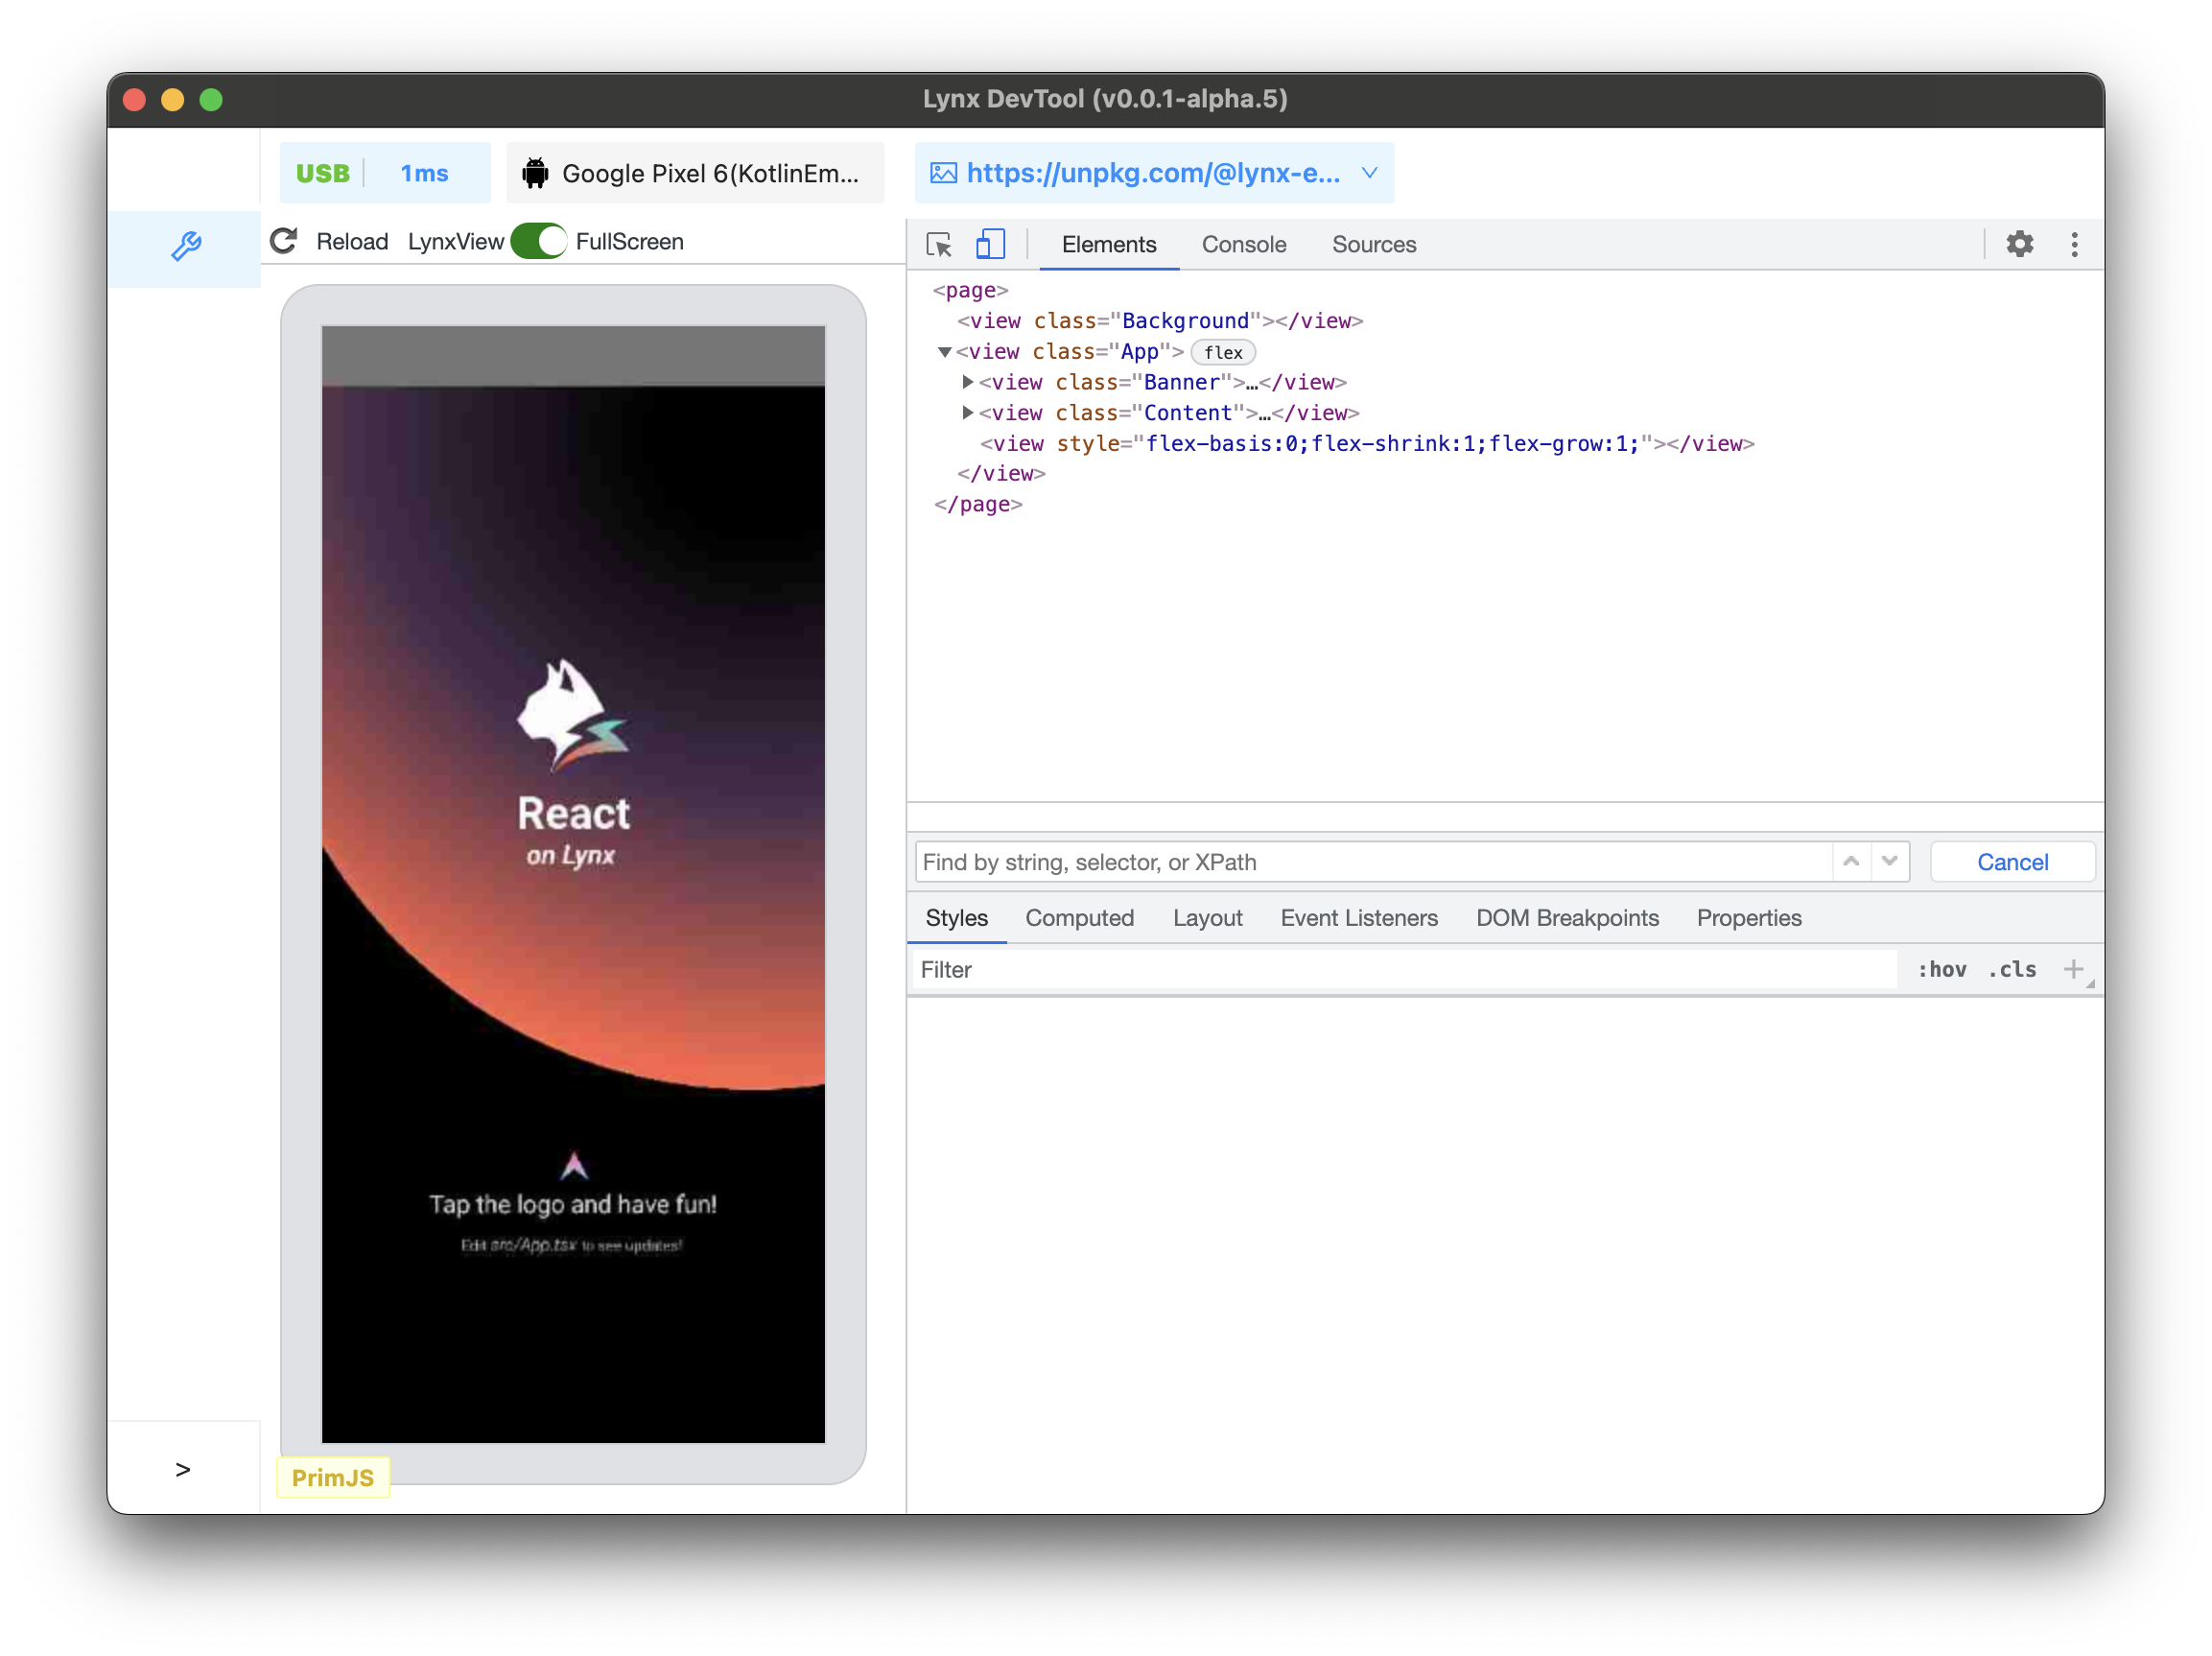 Lynx DevTool (v0.0.1-alpha.5)
USB 1ms
Google Pixel 6(KotlinEm...
https://unpkg.com/@lynx-e...
Reload LynxView FullScreen
Elements Console Sources
<page>
<view class="Background"></view>
<view class="App"> flex
<view class="Banner">…</view>
<view class="Content">…</view>
<view style="flex-basis:0;flex-shrink:1;flex-grow:1;"></view>
</view>
</page>
React
on Lynx
Tap the logo and have fun!
Edit src/App.tsx to see updates!
Find by string, selector, or XPath
Cancel
Styles Computed Layout Event Listeners DOM Breakpoints Properties
Filter
:hov .cls +
>
PrimJS